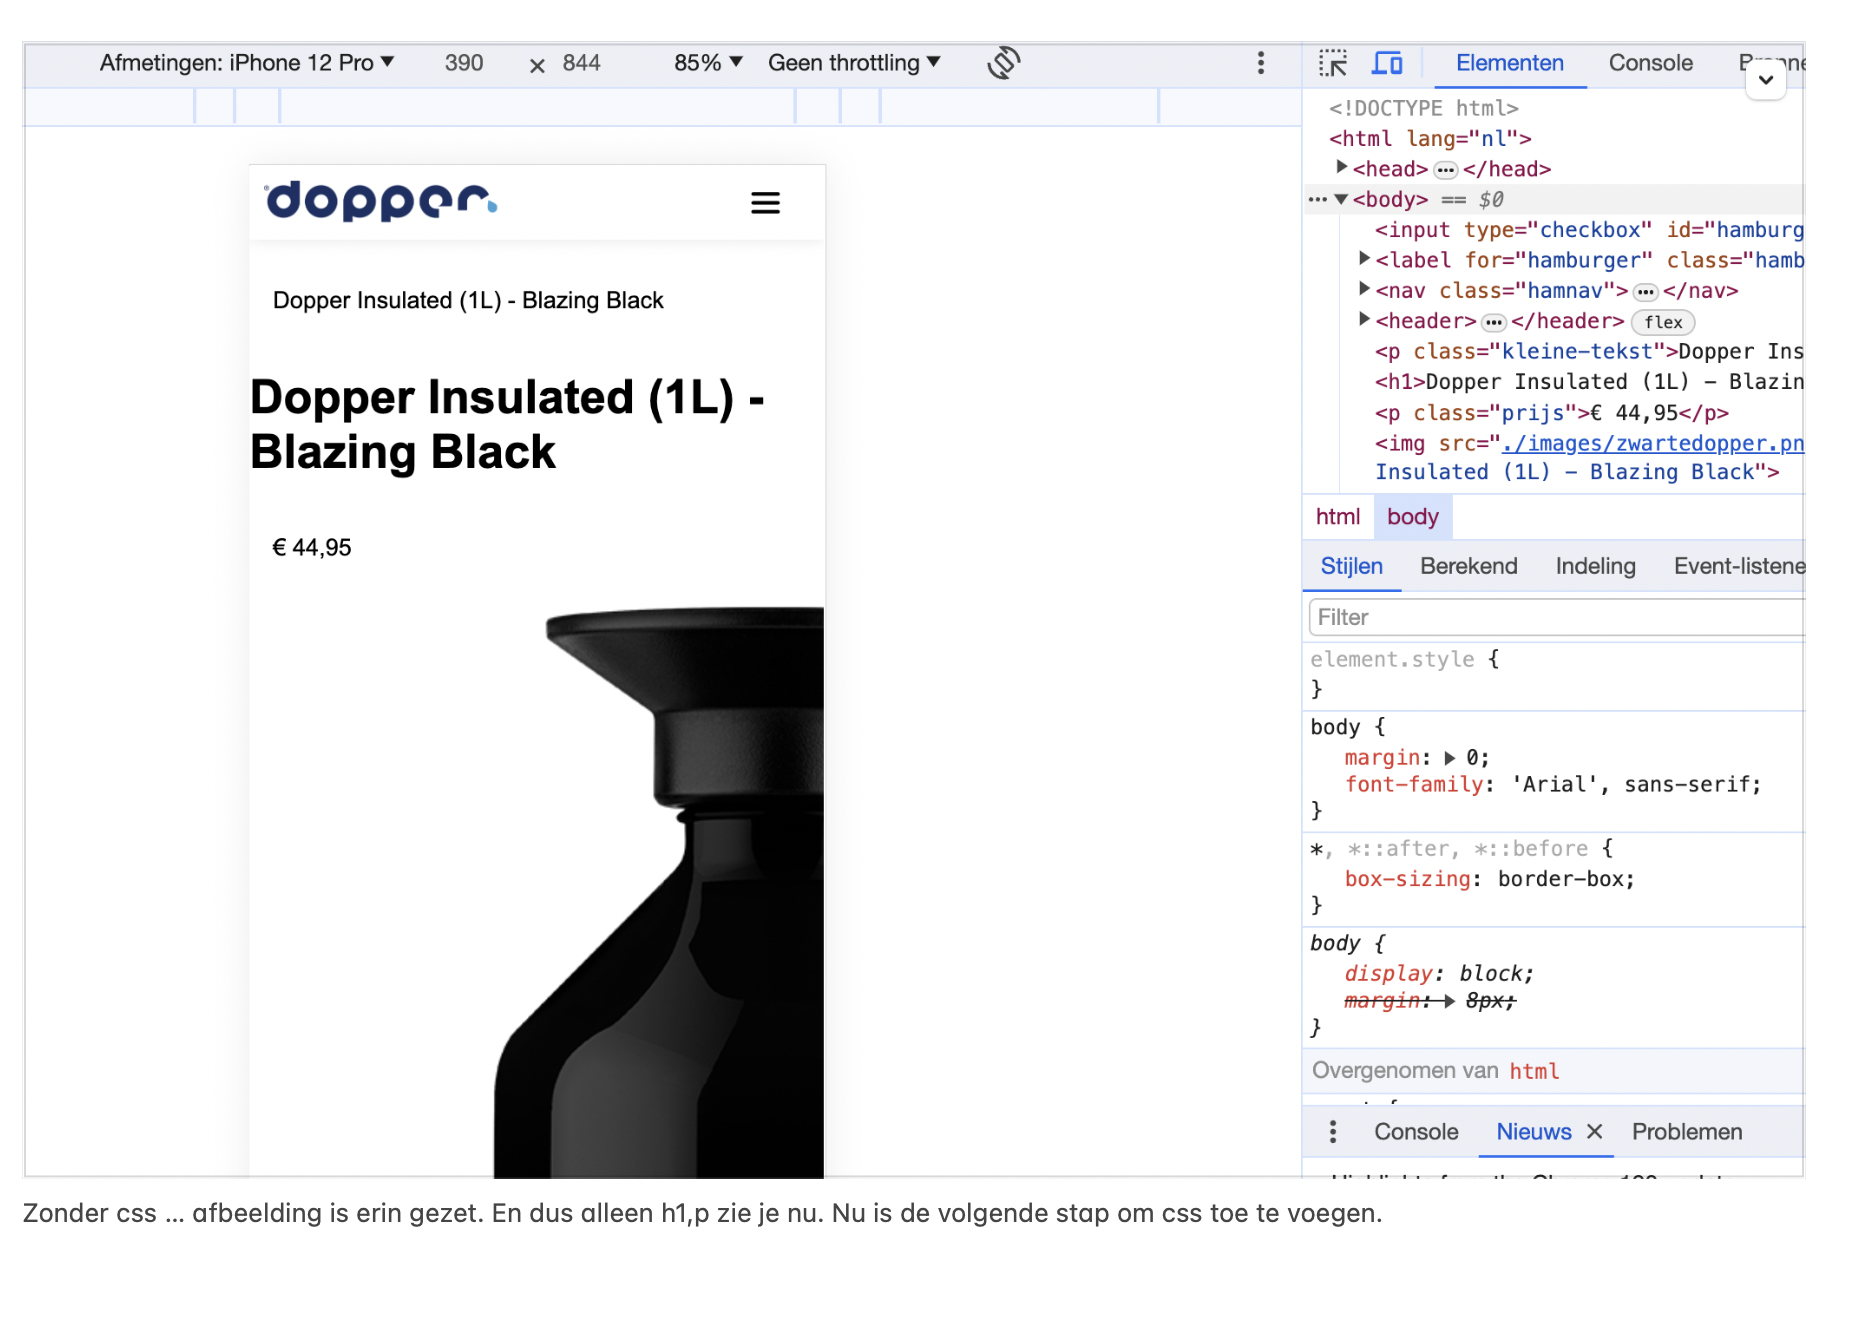 Afmetingen: iPhone 12 Pro ▼ 390 × 844 85% ▼ Geen throttling ▼
Elementen Console
<!DOCTYPE html>
<html lang="nl">
<head> ••• </head>
••• ▼ <body> == $0
<input type="checkbox" id="hamburg
<label for="hamburger" class="hamb
<nav class="hamnav"> ••• </nav>
<header> ••• </header> flex
<p class="kleine-tekst">Dopper Ins
<h1>Dopper Insulated (1L) – Blazin
<p class="prijs">€ 44,95</p>
<img src="./images/zwartedopper.pn
Insulated (1L) – Blazing Black">
html body
Stijlen Berekend Indeling Event-listene
Filter
element.style {
}
body {
margin: ▶ 0;
font-family: 'Arial', sans-serif;
}
*, *::after, *::before {
box-sizing: border-box;
}
body {
display: block;
margin: ▶ 8px;
}
Overgenomen van html
Console Nieuws × Problemen
dopper
Dopper Insulated (1L) - Blazing Black
Dopper Insulated (1L) -
Blazing Black
€ 44,95
Zonder css ... afbeelding is erin gezet. En dus alleen h1,p zie je nu. Nu is de volgende stap om css toe te voegen.